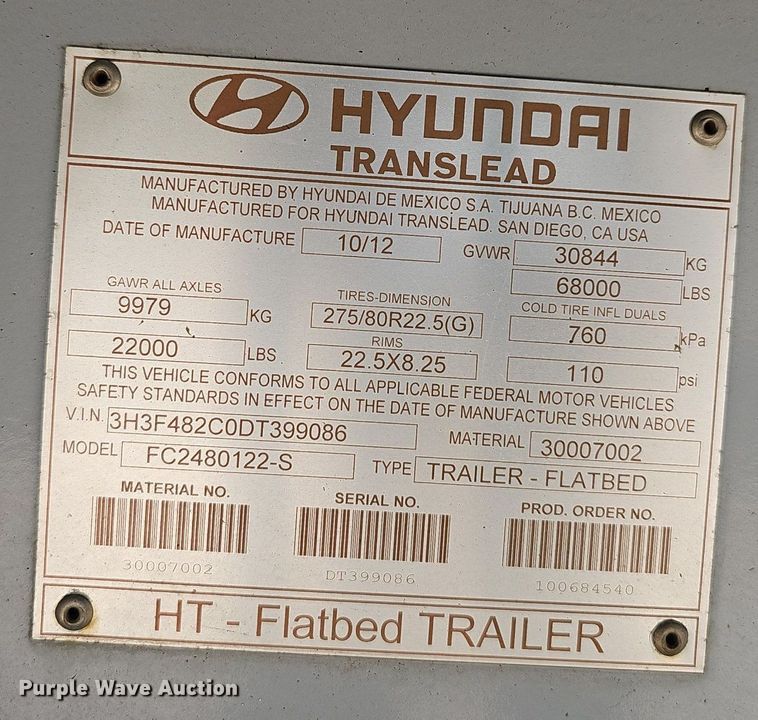 HYUNDAI
TRANSLEAD
MANUFACTURED BY HYUNDAI DE MEXICO S.A. TIJUANA B.C. MEXICO
MANUFACTURED FOR HYUNDAI TRANSLEAD. SAN DIEGO, CA USA
DATE OF MANUFACTURE 10/12 GVWR 30844 KG
68000 LBS
GAWR ALL AXLES TIRES-DIMENSION COLD TIRE INFL DUALS
9979 KG 275/80R22.5(G) 760 kPa
RIMS
22000 LBS 22.5X8.25 110 psi
THIS VEHICLE CONFORMS TO ALL APPLICABLE FEDERAL MOTOR VEHICLES
SAFETY STANDARDS IN EFFECT ON THE DATE OF MANUFACTURE SHOWN ABOVE
V.I.N. 3H3F482C0DT399086 MATERIAL 30007002
MODEL FC2480122-S TYPE TRAILER - FLATBED
MATERIAL NO. SERIAL NO. PROD. ORDER NO.
30007002 DT399086 100684540
HT - Flatbed TRAILER
Purple Wave Auction